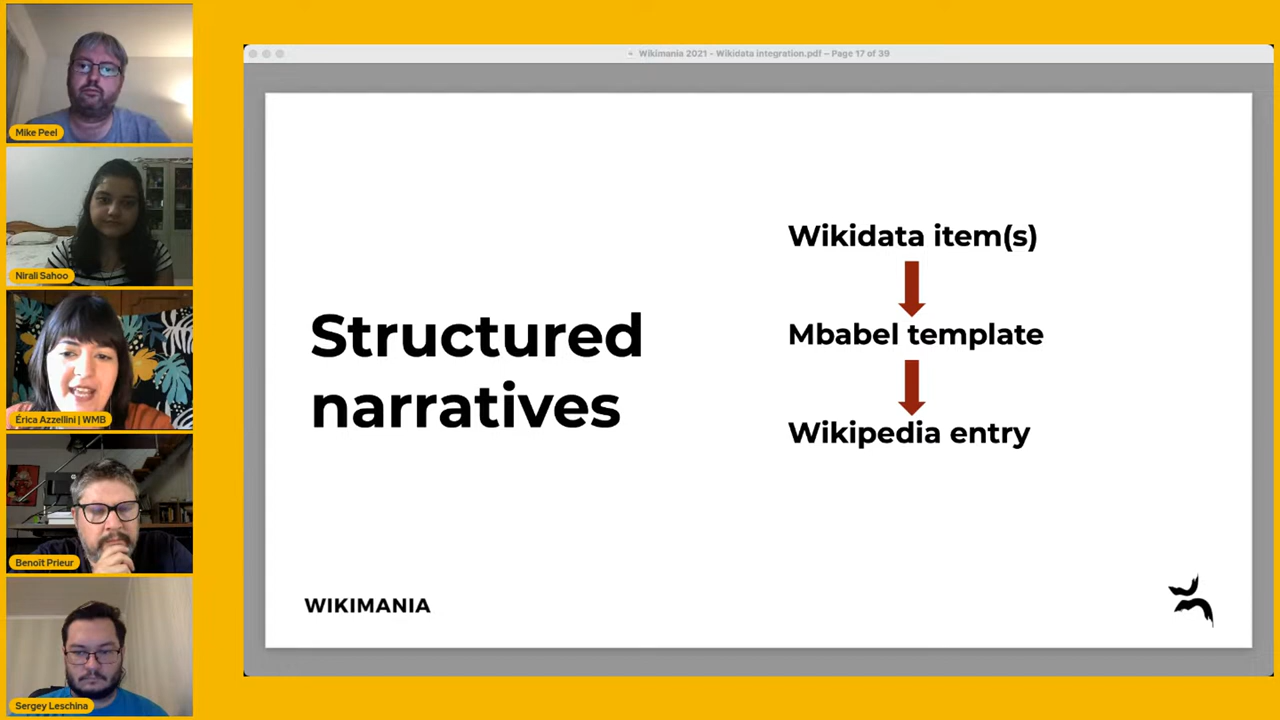 Wikimania 2021 - Wikidata integration.pdf – Page 17 of 39
Mike Peel
Nirali Sahoo
Érica Azzellini | WMB
Benoît Prieur
Sergey Leschina
Structured
narratives
Wikidata item(s)
Mbabel template
Wikipedia entry
WIKIMANIA